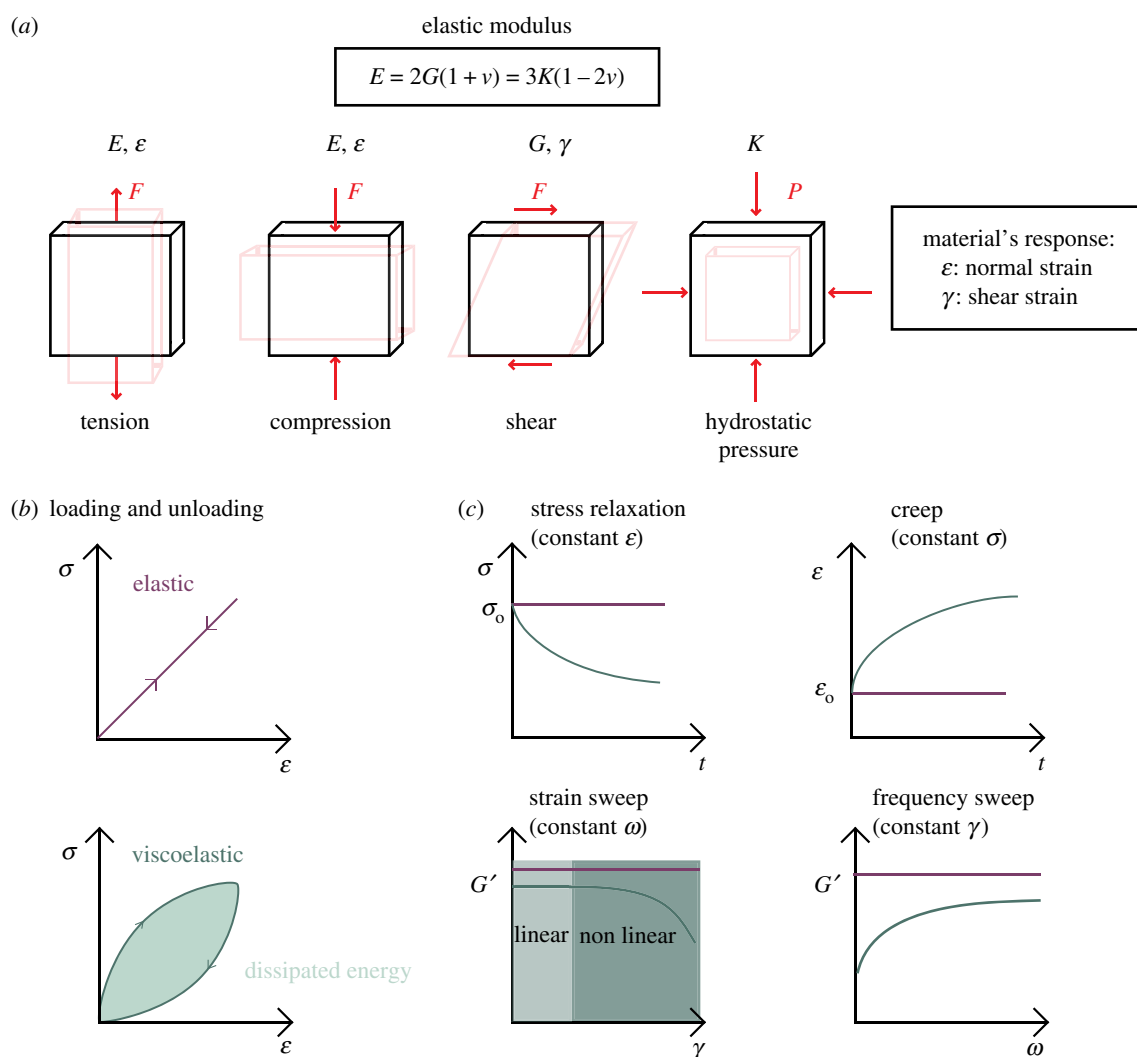 (a)
elastic modulus
E = 2G(1 + ν) = 3K(1 – 2ν)
E, ε
E, ε
G, γ
K
F
F
F
P
material’s response:
ε: normal strain
γ: shear strain
tension
compression
shear
hydrostatic
pressure
(b) loading and unloading
σ
elastic
ε
σ
viscoelastic
dissipated energy
ε
(c)
stress relaxation
(constant ε)
σ
σo
t
creep
(constant σ)
ε
εo
t
strain sweep
(constant ω)
G′
linear
non linear
γ
frequency sweep
(constant γ)
G′
ω